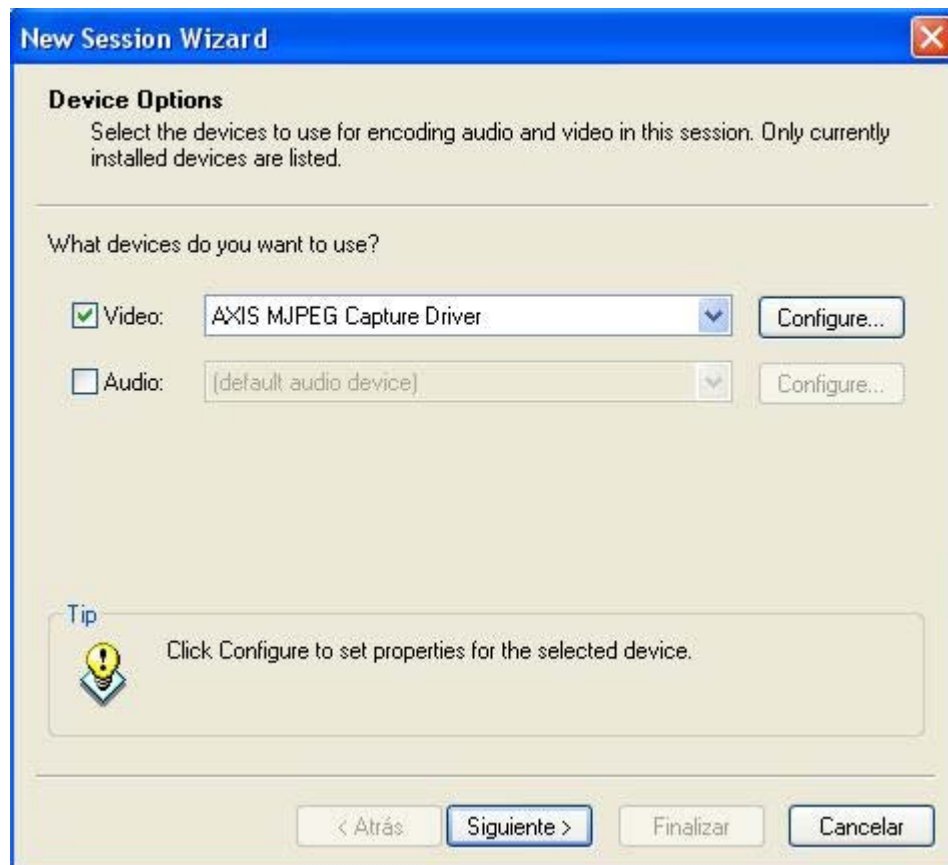 New Session Wizard
Device Options
Select the devices to use for encoding audio and video in this session. Only currently
installed devices are listed.
What devices do you want to use?
Video: AXIS MJPEG Capture Driver Configure...
Audio: (default audio device) Configure...
Tip
Click Configure to set properties for the selected device.
< Atrás Siguiente > Finalizar Cancelar